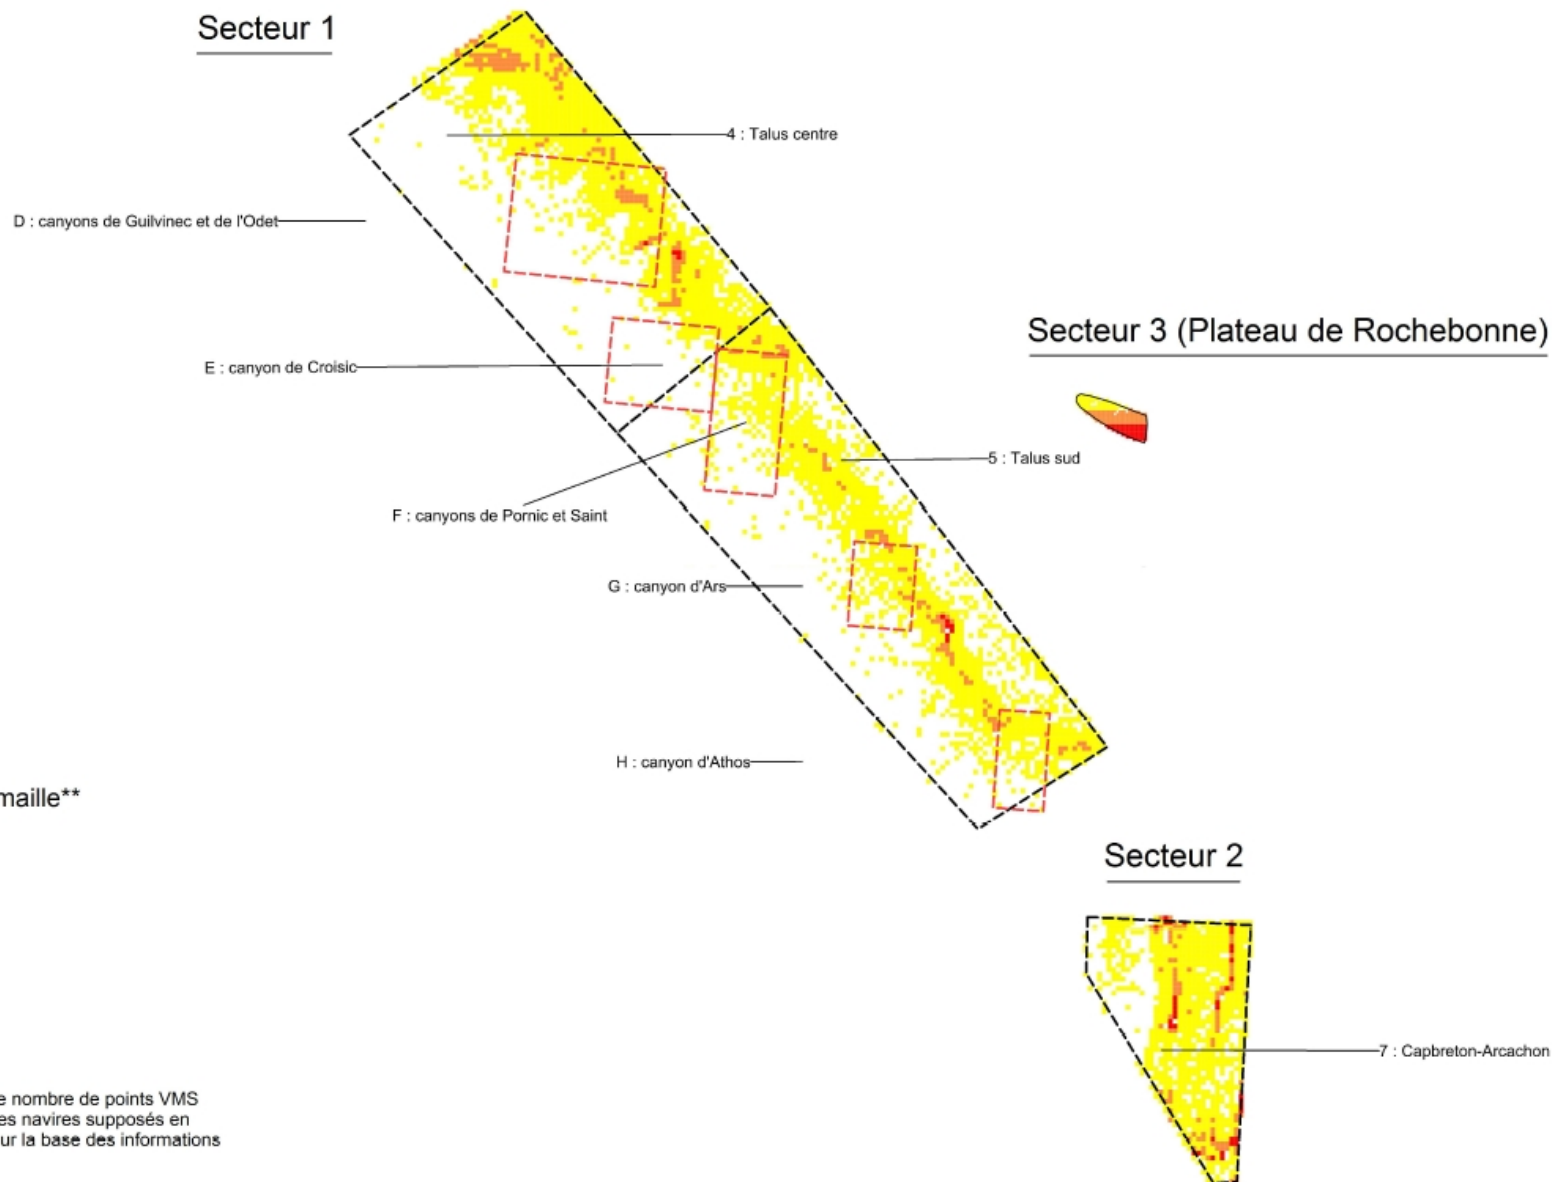 Secteur 1
4 : Talus centre
D : canyons de Guilvinec et de l'Odet
Secteur 3 (Plateau de Rochebonne)
E : canyon de Croisic
5 : Talus sud
F : canyons de Pornic et Saint
G : canyon d'Ars
H : canyon d'Athos
maille**
Secteur 2
7 : Capbreton-Arcachon
e nombre de points VMS
es navires supposés en
ur la base des informations